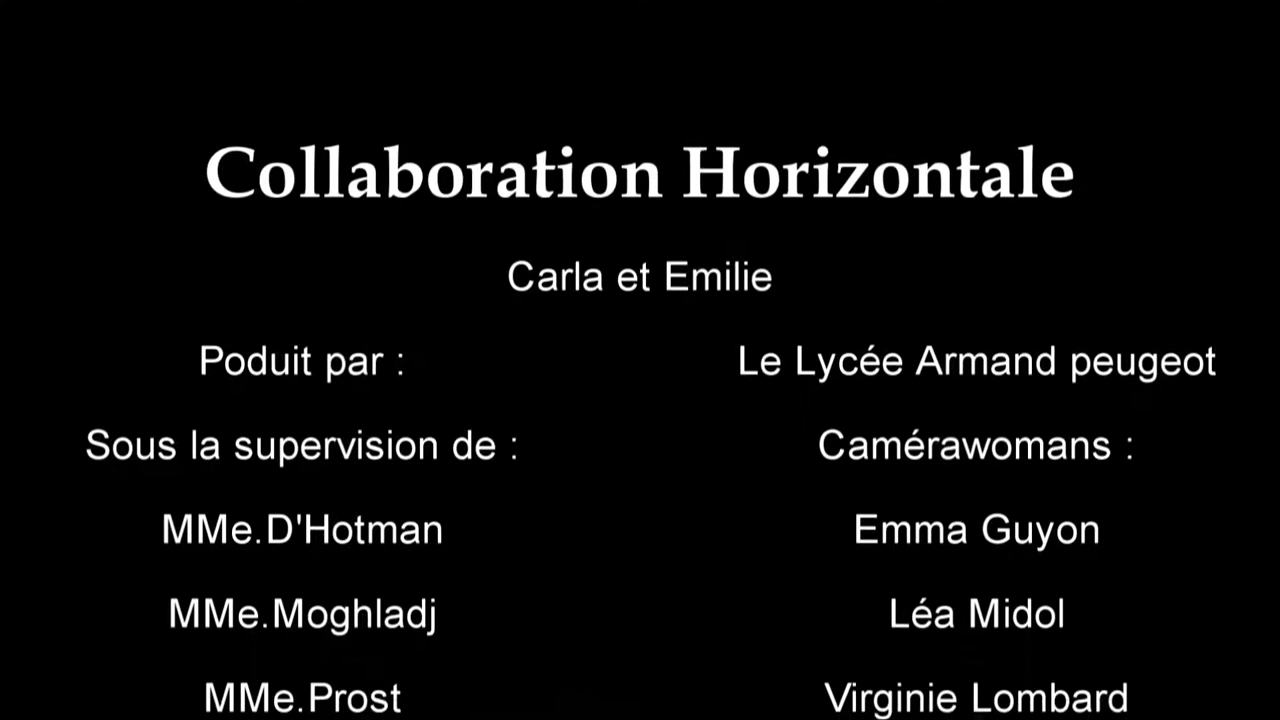 Collaboration Horizontale
Carla et Emilie
Poduit par : Le Lycée Armand peugeot
Sous la supervision de : Camérawomans :
MMe.D'Hotman Emma Guyon
MMe.Moghladj Léa Midol
MMe.Prost Virginie Lombard